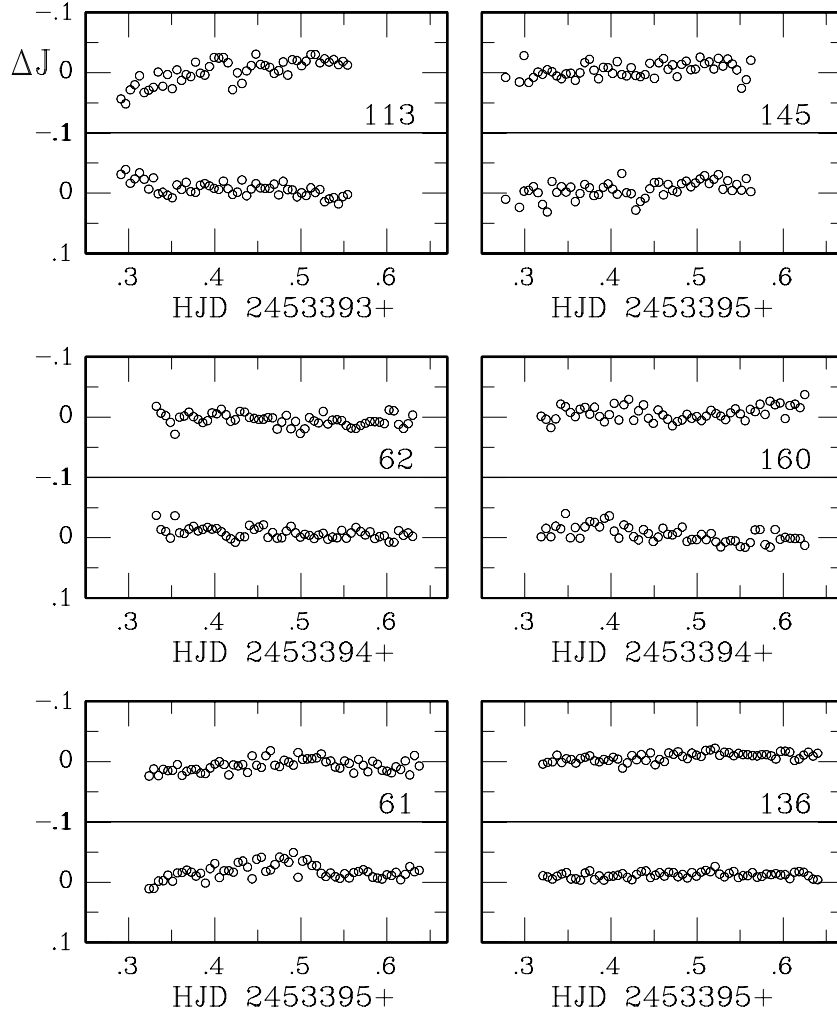 −.1 ΔJ 0 113 145
−.1
0
.1
.3 .4 .5 .6 .3 .4 .5 .6
HJD 2453393+ HJD 2453395+
−.1
0
62 160
−.1
0
.1
.3 .4 .5 .6 .3 .4 .5 .6
HJD 2453394+ HJD 2453394+
−.1
0
61 136
−.1
0
.1
.3 .4 .5 .6 .3 .4 .5 .6
HJD 2453395+ HJD 2453395+